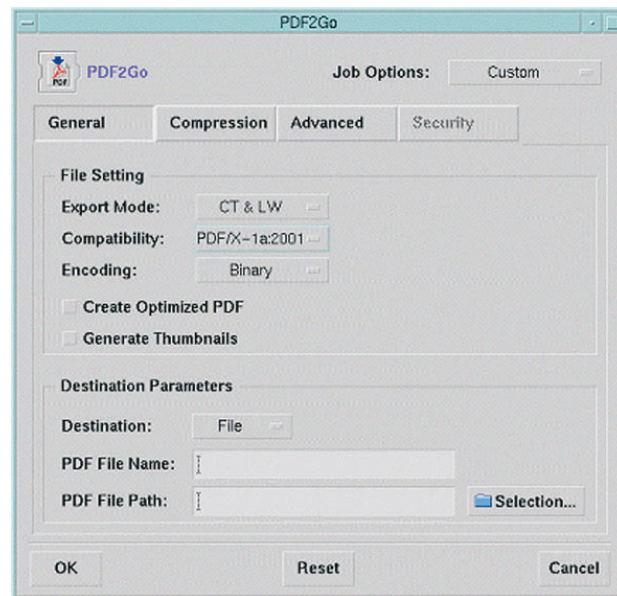 PDF2Go
PDF
PDF2Go
Job Options: Custom
General Compression Advanced Security
File Setting
Export Mode: CT & LW
Compatibility: PDF/X-1a:2001
Encoding: Binary
Create Optimized PDF
Generate Thumbnails
Destination Parameters
Destination: File
PDF File Name:
PDF File Path: Selection...
OK Reset Cancel